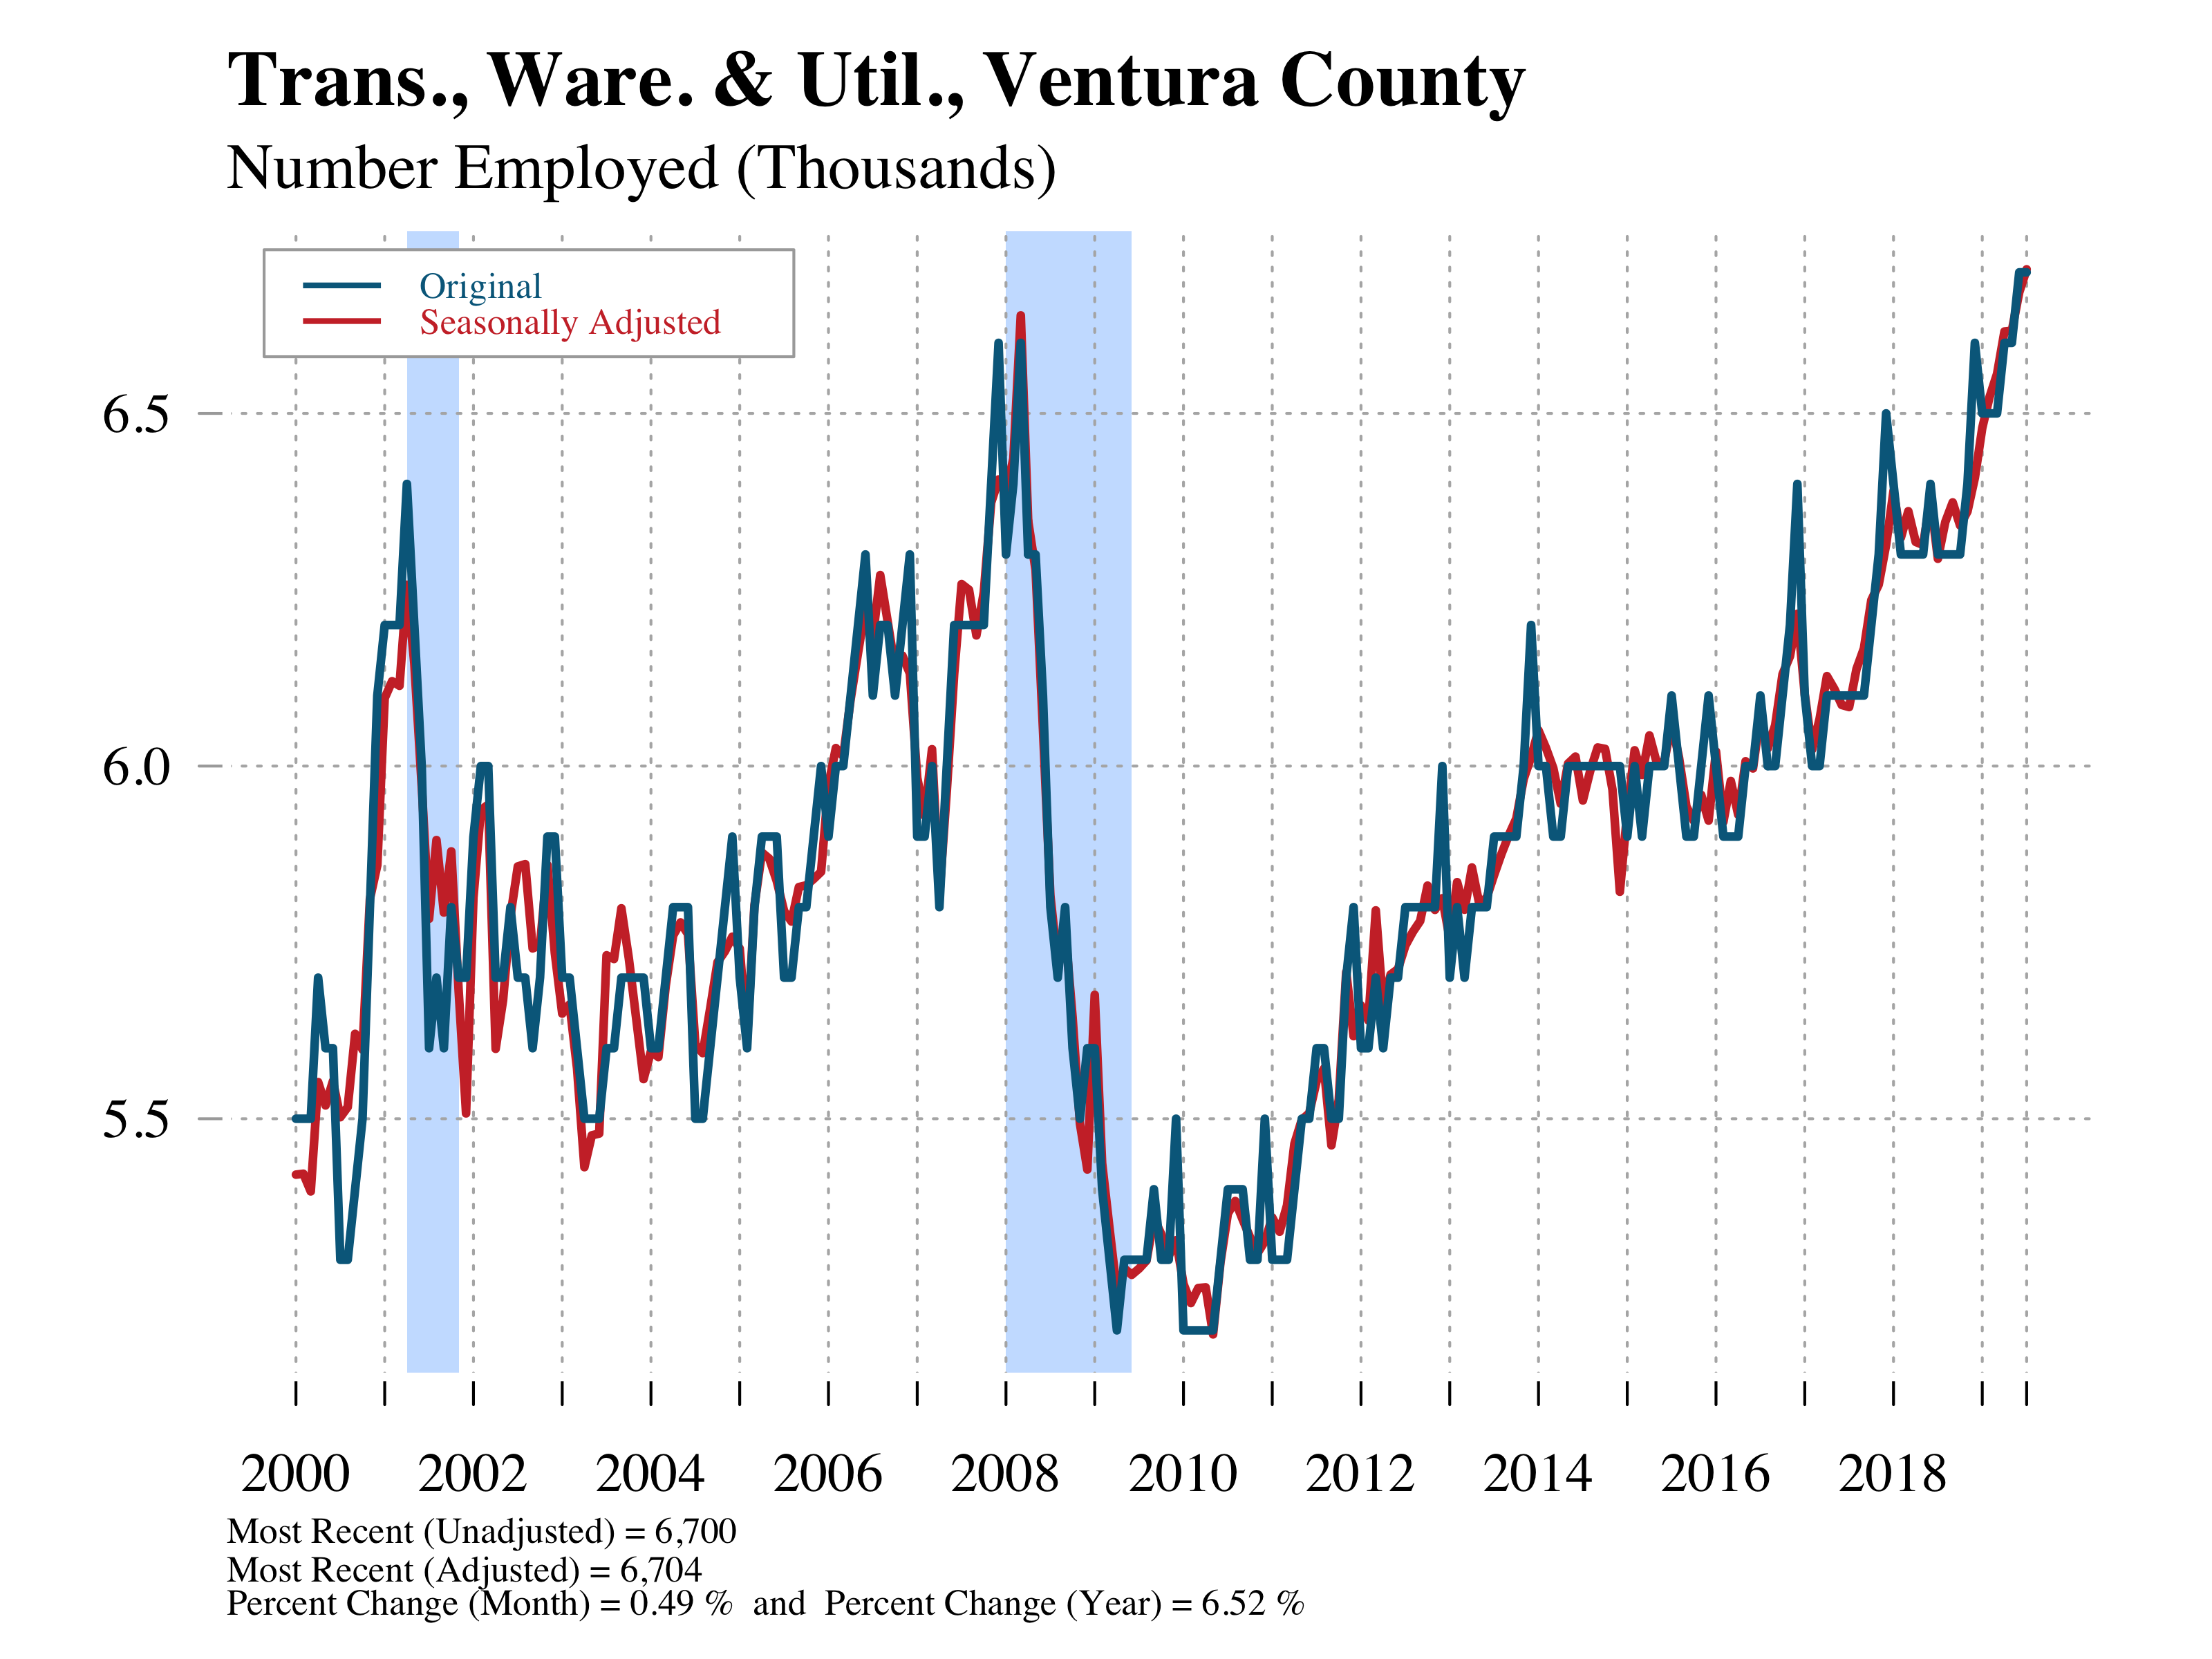 Trans., Ware. & Util., Ventura County
Number Employed (Thousands)
Original
Seasonally Adjusted
6.5
6.0
5.5
2000 2002 2004 2006 2008 2010 2012 2014 2016 2018
Most Recent (Unadjusted) = 6,700
Most Recent (Adjusted) = 6,704
Percent Change (Month) = 0.49 % and Percent Change (Year) = 6.52 %